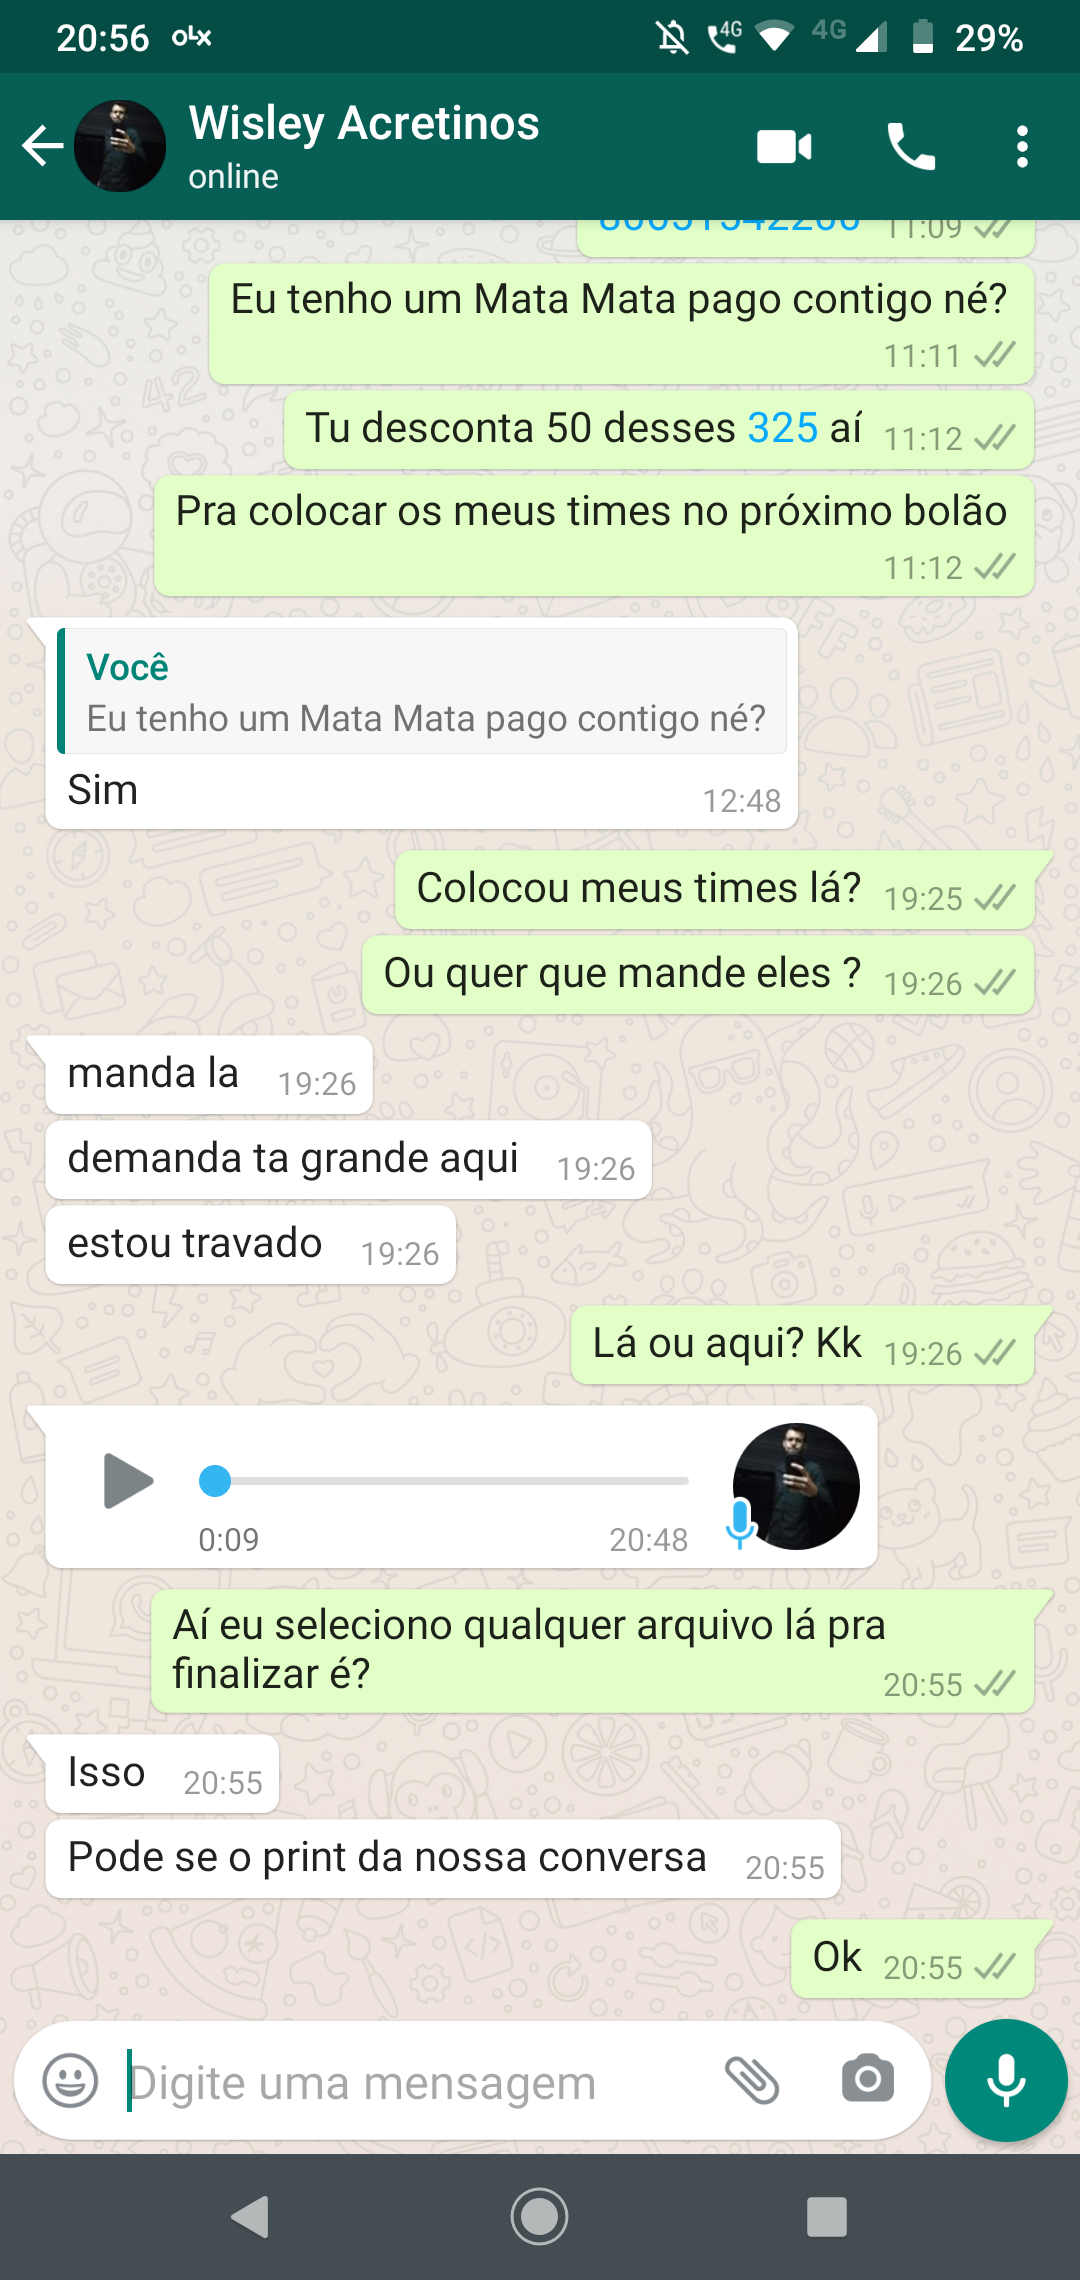 20:56 olx 4G 4G 29%
Wisley Acretinos
online
11:09
Eu tenho um Mata Mata pago contigo né?
11:11
Tu desconta 50 desses 325 aí 11:12
Pra colocar os meus times no próximo bolão
11:12
Você
Eu tenho um Mata Mata pago contigo né?
Sim 12:48
Colocou meus times lá? 19:25
Ou quer que mande eles ? 19:26
manda la 19:26
demanda ta grande aqui 19:26
estou travado 19:26
Lá ou aqui? Kk 19:26
0:09 20:48
Aí eu seleciono qualquer arquivo lá pra
finalizar é? 20:55
Isso 20:55
Pode se o print da nossa conversa 20:55
Ok 20:55
Digite uma mensagem